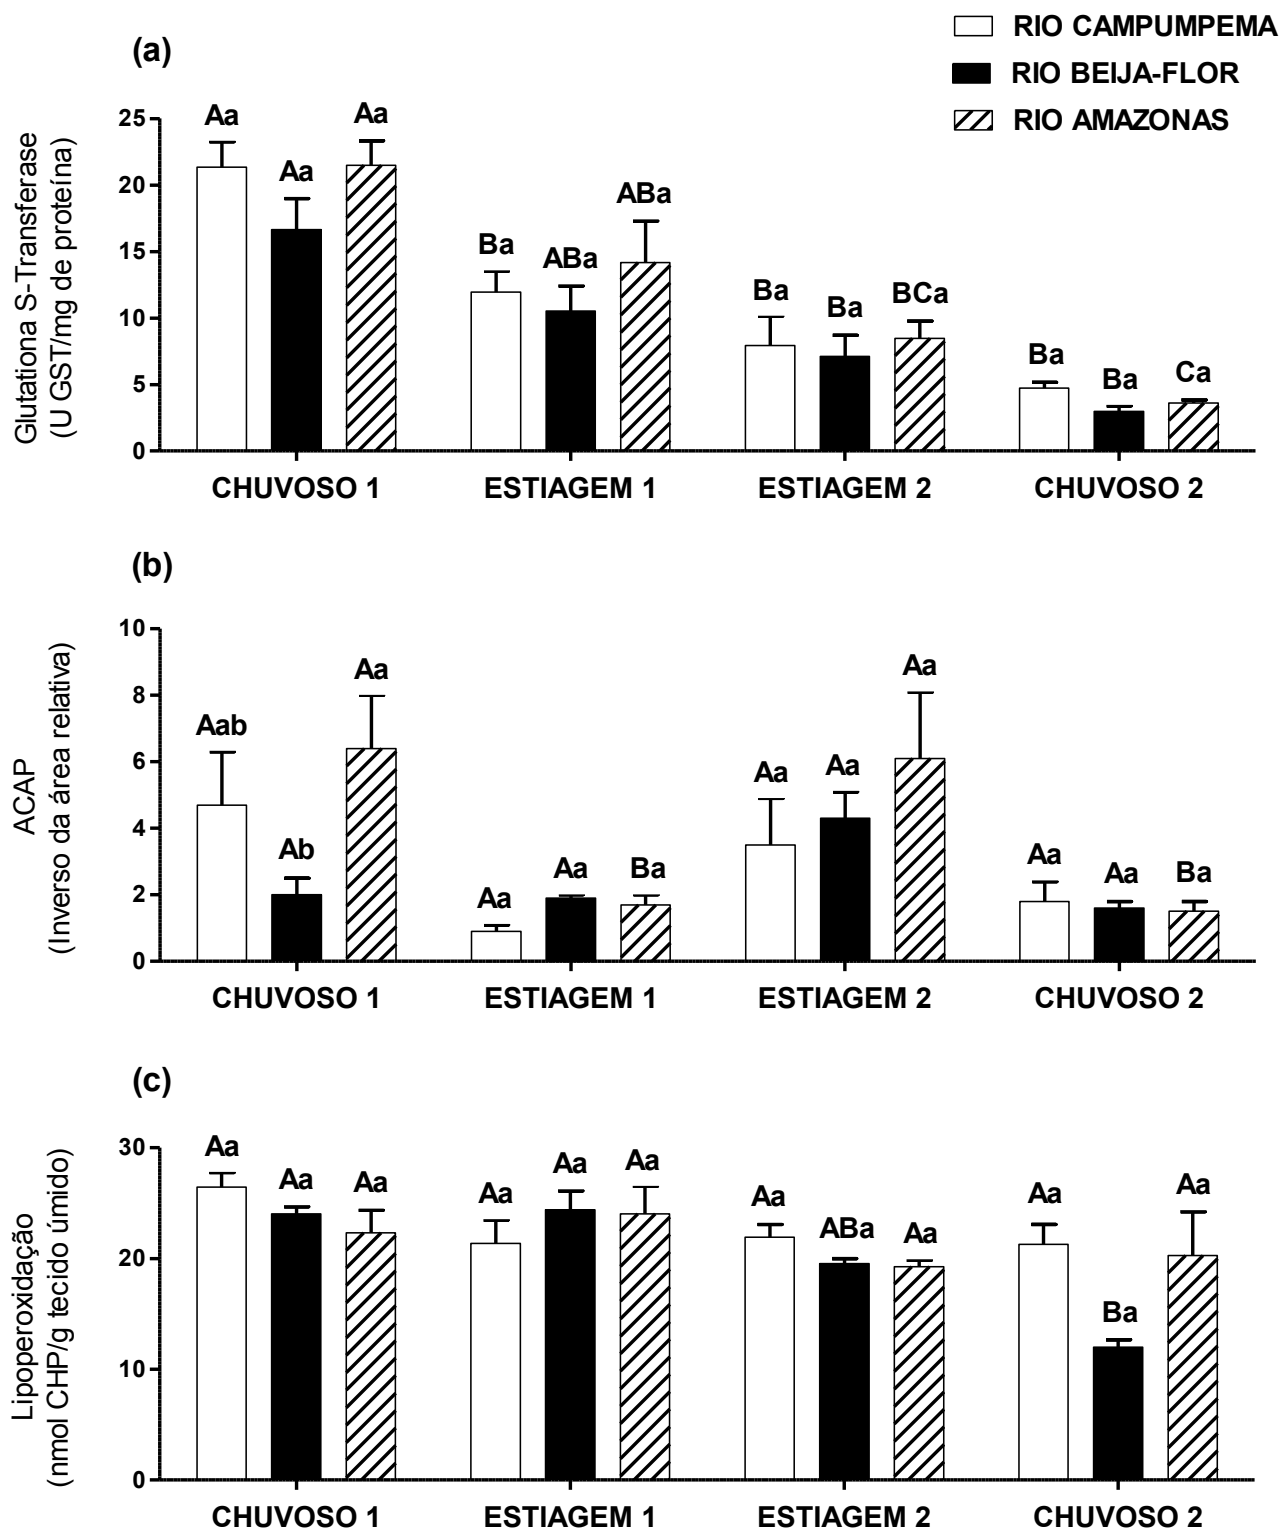 RIO CAMPUMPEMA
RIO BEIJA-FLOR
RIO AMAZONAS
(a)
Glutationa S-Transferase
(U GST/mg de proteína)
25
20
15
10
5
0
Aa Aa Aa
Ba ABa ABa
Ba Ba BCa
Ba Ba Ca
CHUVOSO 1 ESTIAGEM 1 ESTIAGEM 2 CHUVOSO 2
(b)
ACAP
(Inverso da área relativa)
10
8
6
4
2
0
Aab Ab Aa
Aa Aa Ba
Aa Aa Aa
Aa Aa Ba
CHUVOSO 1 ESTIAGEM 1 ESTIAGEM 2 CHUVOSO 2
(c)
Lipoperoxidação
(nmol CHP/g tecido úmido)
30
20
10
0
Aa Aa Aa
Aa Aa Aa
Aa ABa Aa
Aa Ba Aa
CHUVOSO 1 ESTIAGEM 1 ESTIAGEM 2 CHUVOSO 2